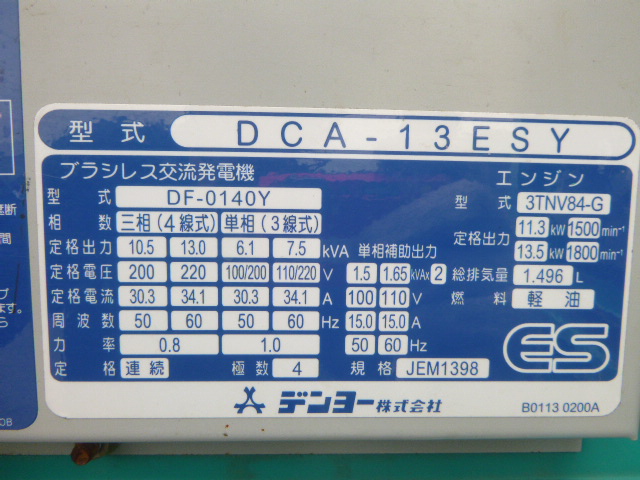 型式 DCA-13ESY
ブラシレス交流発電機
型式 DF-0140Y
相数 三相(4線式) 単相(3線式)
定格出力 10.5 13.0 6.1 7.5 kVA
定格電圧 200 220 100/200 110/220 V
定格電流 30.3 34.1 30.3 34.1 A
周波数 50 60 50 60 Hz
力率 0.8 1.0
定格 連続 極数 4
単相補助出力
1.5 1.65 kVA×2
100 110 V
15.0 15.0 A
50 60 Hz
規格 JEM1398
エンジン
型式 3TNV84-G
定格出力 11.3 kW 1500 min⁻¹
13.5 kW 1800 min⁻¹
総排気量 1.496 L
燃料 軽油
ES
デンヨー株式会社
B0113 0200A
断
間
プ
ます。
ら